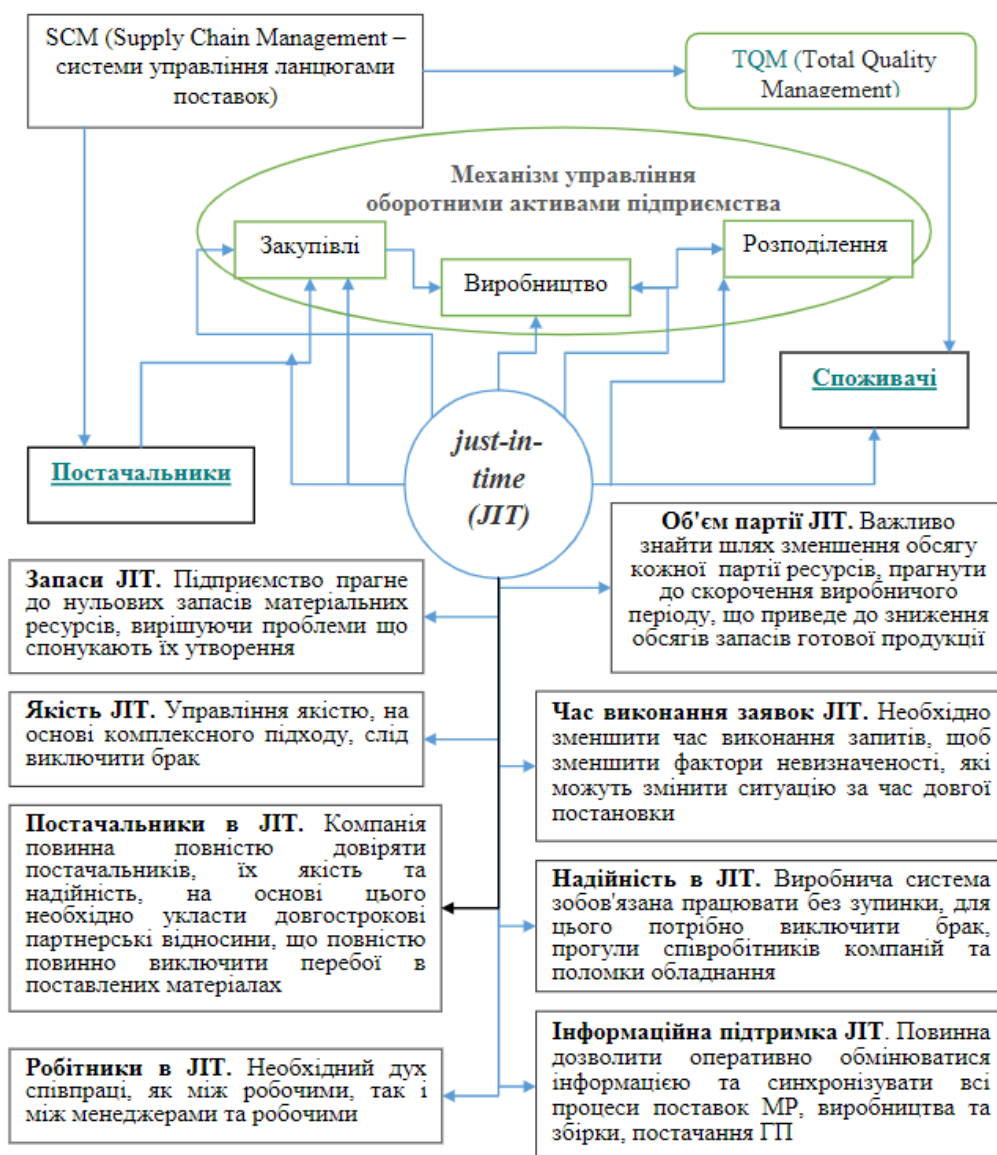 SCM (Supply Chain Management –
системи управління ланцюгами
поставок)
TQM (Total Quality
Management)
Механізм управління
оборотними активами підприємства
Закупівлі
Виробництво
Розподілення
Споживачі
Постачальники
just-in-
time
(JIT)
Об'єм партії JIT. Важливо
знайти шлях зменшення обсягу
кожної партії ресурсів, прагнути
до скорочення виробничого
періоду, що приведе до зниження
обсягів запасів готової продукції
Запаси JIT. Підприємство прагне
до нульових запасів матеріальних
ресурсів, вирішуючи проблеми що
спонукають їх утворення
Якість JIT. Управління якістю, на
основі комплексного підходу, слід
виключити брак
Час виконання заявок JIT. Необхідно
зменшити час виконання запитів, щоб
зменшити фактори невизначеності, які
можуть змінити ситуацію за час довгої
постановки
Постачальники в JIT. Компанія
повинна повністю довіряти
постачальників, їх якість та
надійність, на основі цього
необхідно укласти довгострокові
партнерські відносини, що повністю
повинно виключити перебої в
поставлених матеріалах
Надійність в JIT. Виробнича система
зобов'язана працювати без зупинки, для
цього потрібно виключити брак,
прогули співробітників компаній та
поломки обладнання
Робітники в JIT. Необхідний дух
співпраці, як між робочими, так і
між менеджерами та робочими
Інформаційна підтримка JIT. Повинна
дозволити оперативно обмінюватися
інформацією та синхронізувати всі
процеси поставок МР, виробництва та
збірки, постачання ГП